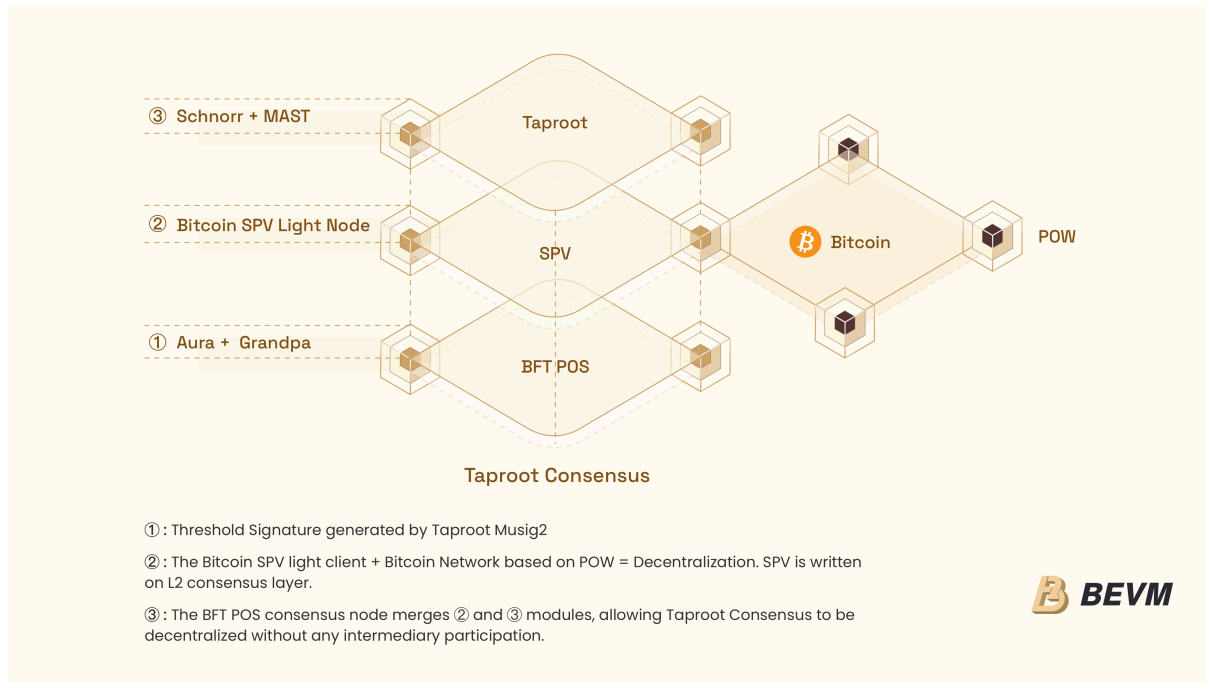 ③ Schnorr + MAST
Taproot
② Bitcoin SPV Light Node
SPV
Bitcoin
POW
① Aura + Grandpa
BFT POS
Taproot Consensus
① : Threshold Signature generated by Taproot Musig2
② : The Bitcoin SPV light client + Bitcoin Network based on POW = Decentralization. SPV is written
on L2 consensus layer.
③ : The BFT POS consensus node merges ② and ③ modules, allowing Taproot Consensus to be
decentralized without any intermediary participation.
BEVM